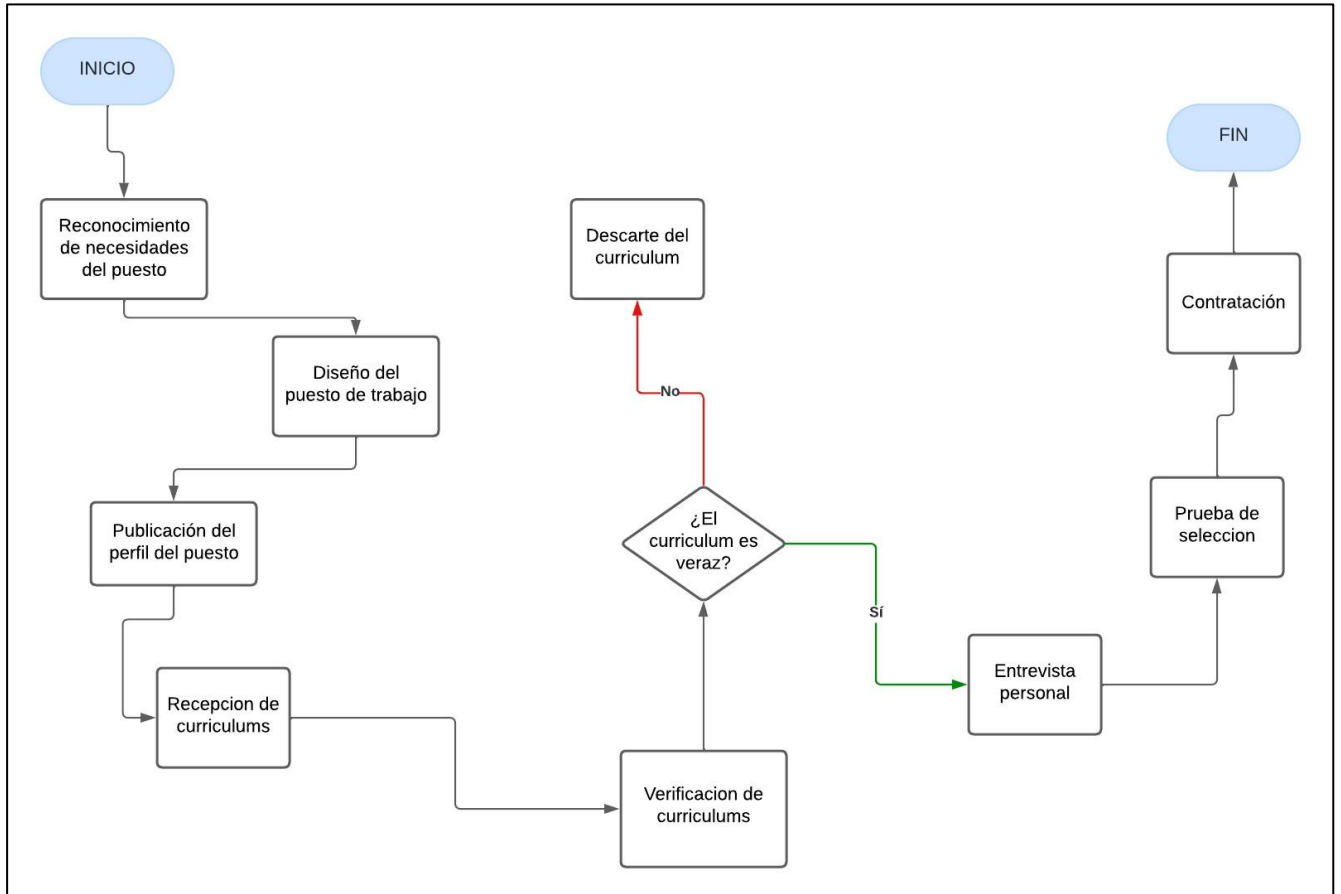 INICIO
Reconocimiento
de necesidades
del puesto
Diseño del
puesto de trabajo
Publicación del
perfil del puesto
Recepcion de
curriculums
Verificacion de
curriculums
¿El
curriculum es
veraz?
No
Descarte del
curriculum
Sí
Entrevista
personal
Prueba de
seleccion
Contratación
FIN